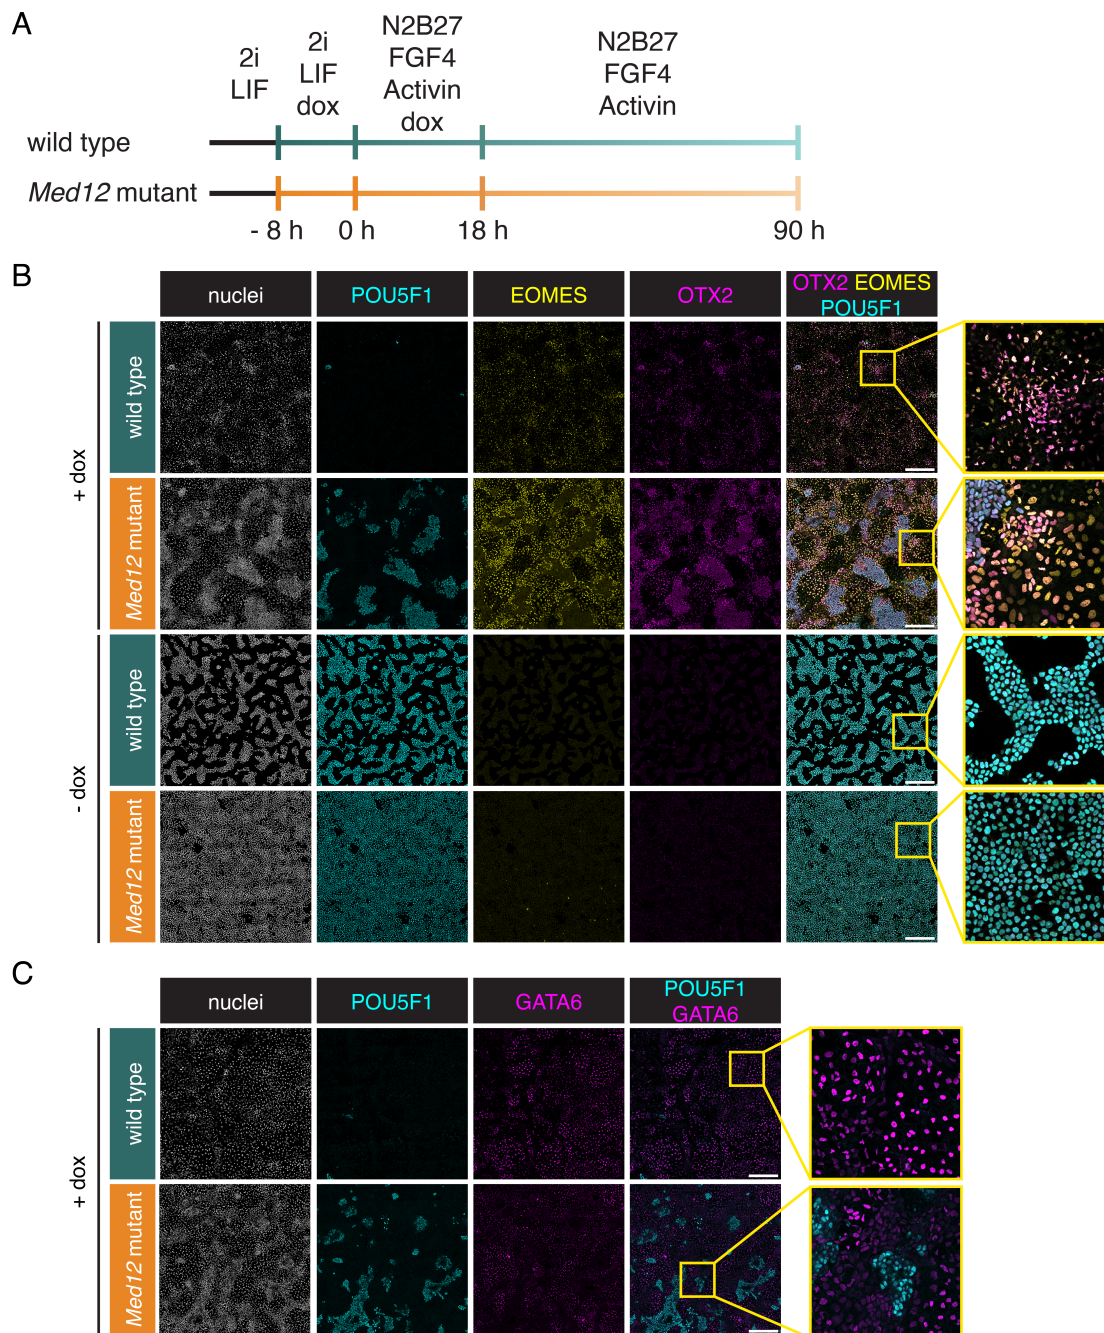 A
2i
LIF
2i
LIF
dox
N2B27
FGF4
Activin
dox
N2B27
FGF4
Activin
wild type
Med12 mutant
- 8 h
0 h
18 h
90 h
B
nuclei
POU5F1
EOMES
OTX2
OTX2 EOMES
POU5F1
+ dox
wild type
Med12 mutant
- dox
wild type
Med12 mutant
C
nuclei
POU5F1
GATA6
POU5F1
GATA6
+ dox
wild type
Med12 mutant